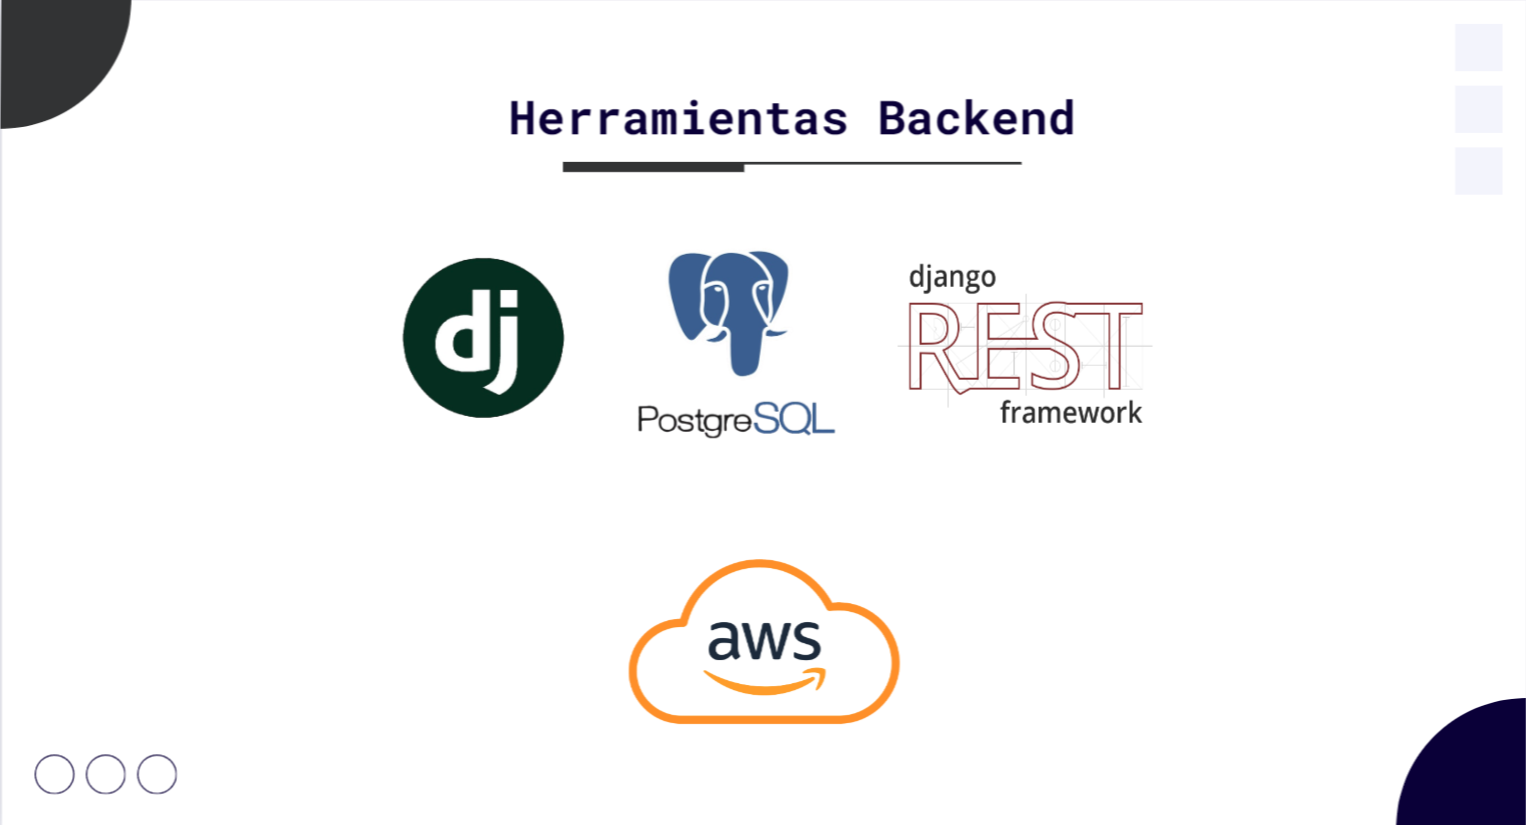 Herramientas Backend
dj
PostgreSQL
django
REST
framework
aws